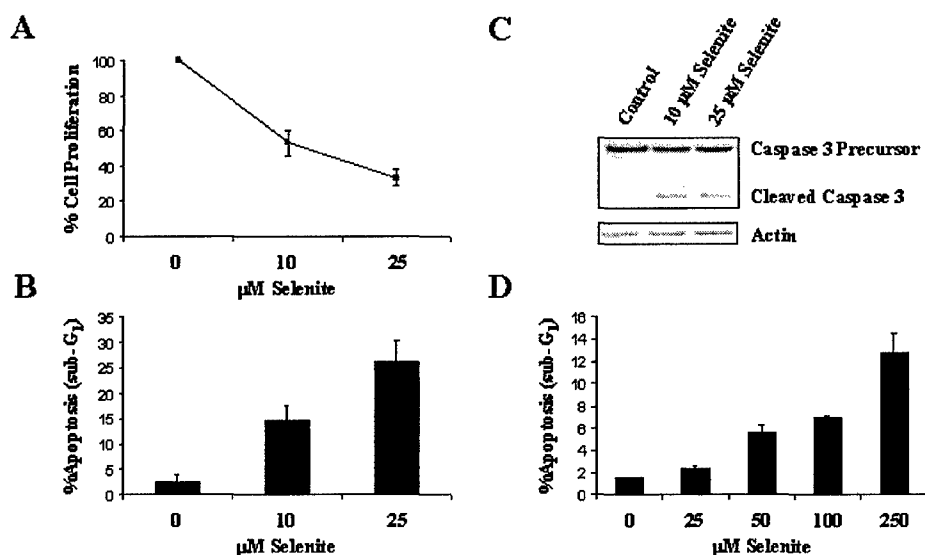 A
% Cell Proliferation
100
80
60
40
20
0
0 10 25
µM Selenite
B
%Apoptosis (sub-G1)
35
30
25
20
15
10
5
0
0 10 25
µM Selenite
C
Control
10 µM Selenite
25 µM Selenite
Caspase 3 Precursor
Cleaved Caspase 3
Actin
D
%Apoptosis (sub-G1)
16
14
12
10
8
6
4
2
0
0 25 50 100 250
µM Selenite